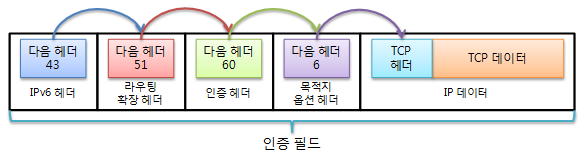 다음 헤더
43
다음 헤더
51
다음 헤더
60
다음 헤더
6
TCP
헤더
TCP 데이터
IPv6 헤더
라우팅
확장 헤더
인증 헤더
목적지
옵션 헤더
IP 데이터
인증 필드